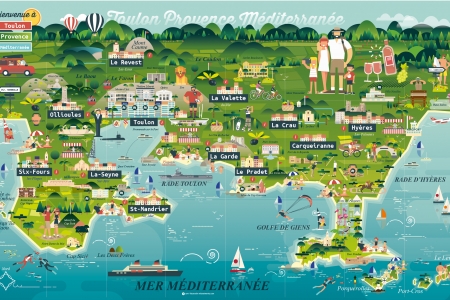 Bienvenue à
Toulon Provence Méditerranée
Toulon
Provence
Méditerranée
Le Revest
La Valette
Ollioules
Toulon
La Crau
Hyères
Carqueiranne
La Garde
Six-Fours
La-Seyne
Le Pradet
RADE TOULON
RADE D'HYÈRES
St-Mandrier
GOLFE DE GIENS
MER MÉDITERRANÉE
Porquerolles
Port-Cros